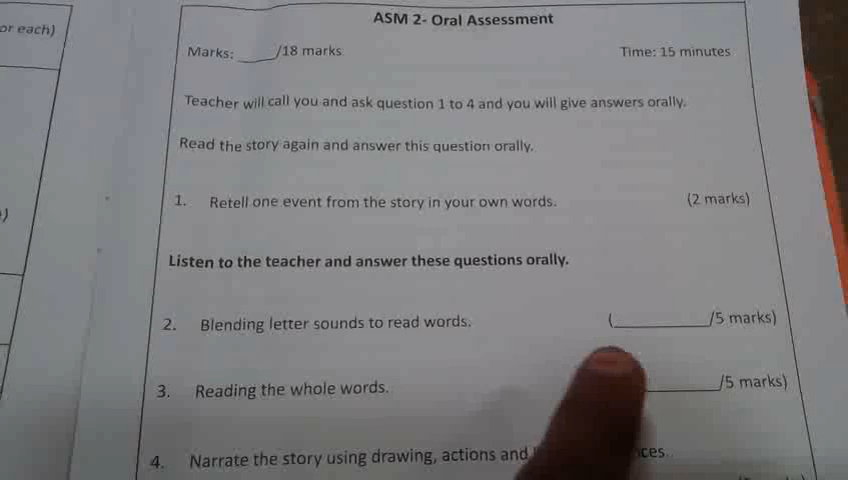 or each)
ASM 2- Oral Assessment
Marks: ____/18 marks
Time: 15 minutes
Teacher will call you and ask question 1 to 4 and you will give answers orally.
Read the story again and answer this question orally.
1. Retell one event from the story in your own words. (2 marks)
Listen to the teacher and answer these questions orally.
2. Blending letter sounds to read words. (_________/5 marks)
3. Reading the whole words. ________/5 marks)
4. Narrate the story using drawing, actions and